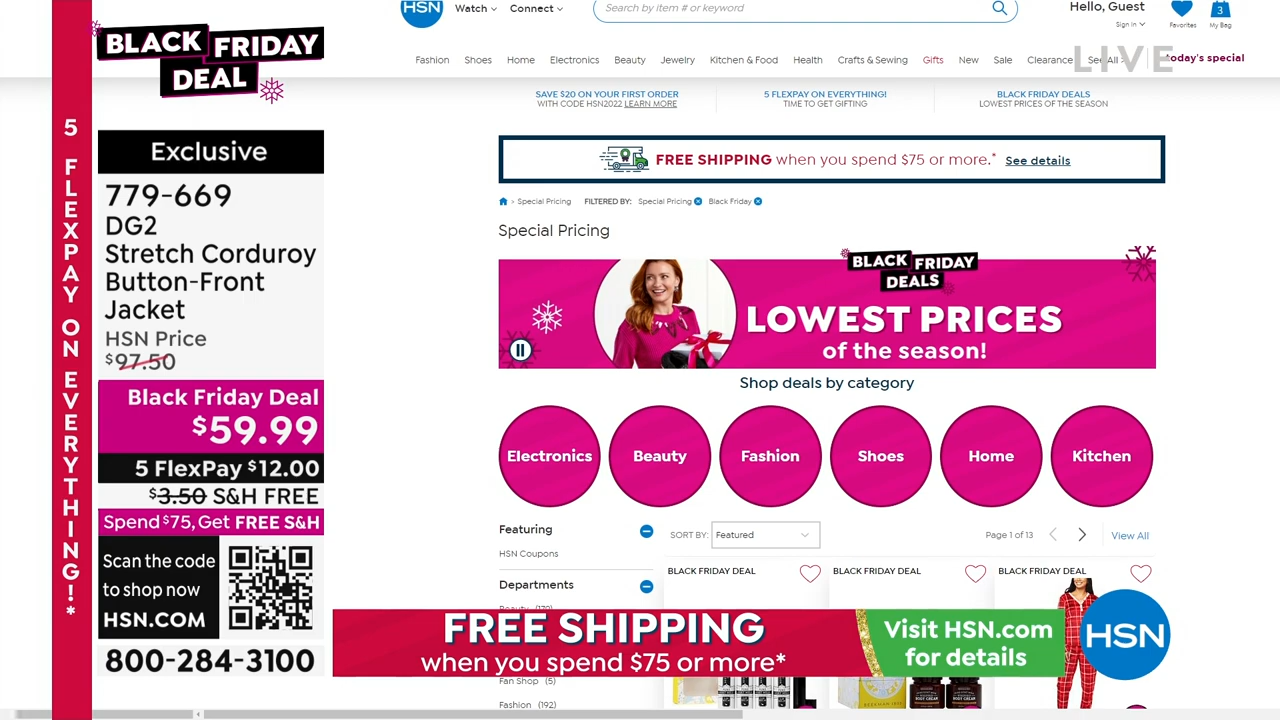 BLACK FRIDAY
DEAL
5 FLEXPAY ON EVERYTHING!*
Exclusive
779-669
DG2
Stretch Corduroy
Button-Front
Jacket
HSN Price
$97.50
Black Friday Deal
$59.99
5 FlexPay $12.00
$3.50 S&H FREE
Spend $75, Get FREE S&H
Scan the code
to shop now
HSN.COM
800-284-3100
HSN
Watch
Connect
Search by item # or keyword
Hello, Guest
Sign In
Favorites
3
My Bag
Fashion Shoes Home Electronics Beauty Jewelry Kitchen & Food Health Crafts & Sewing Gifts New Sale Clearance See All
LIVE
today's special
SAVE $20 ON YOUR FIRST ORDER
WITH CODE HSN2022 LEARN MORE
5 FLEXPAY ON EVERYTHING!
TIME TO GET GIFTING
BLACK FRIDAY DEALS
LOWEST PRICES OF THE SEASON
FREE SHIPPING when you spend $75 or more.* See details
> Special Pricing FILTERED BY: Special Pricing Black Friday
Special Pricing
BLACK FRIDAY
DEALS
LOWEST PRICES
of the season!
Shop deals by category
Electronics
Beauty
Fashion
Shoes
Home
Kitchen
Featuring
HSN Coupons
Departments
SORT BY: Featured
Page 1 of 13
View All
BLACK FRIDAY DEAL
BLACK FRIDAY DEAL
BLACK FRIDAY DEAL
FREE SHIPPING
when you spend $75 or more*
Visit HSN.com
for details
HSN
Fan Shop (5)
Fashion (192)
BODY CREAM
BODY CREAM